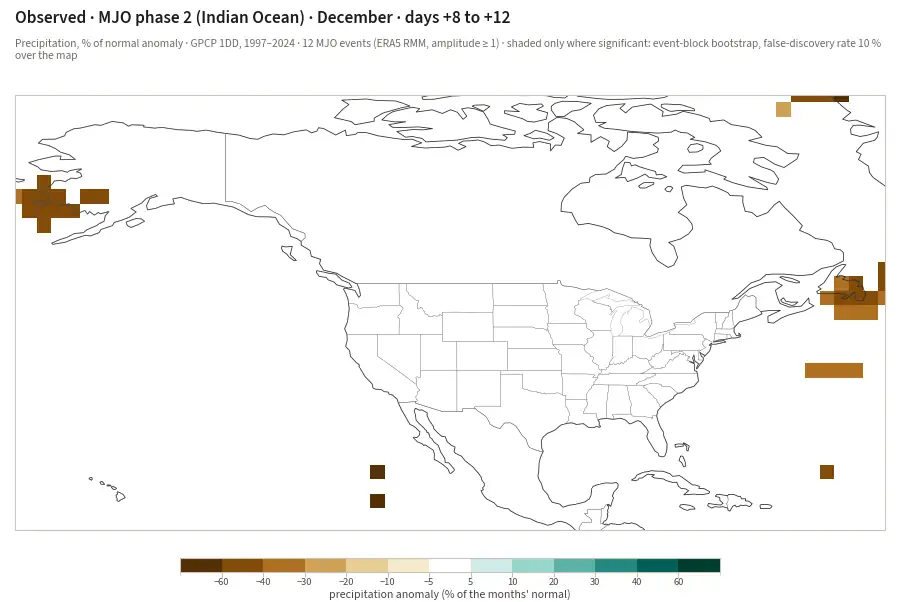 Observed · MJO phase 2 (Indian Ocean) · December · days +8 to +12
Precipitation, % of normal anomaly · GPCP 1DD, 1997–2024 · 12 MJO events (ERA5 RMM, amplitude ≥ 1) · shaded only where significant: event-block bootstrap, false-discovery rate 10 %
over the map
−60 −40 −30 −20 −10 −5 5 10 20 30 40 60
precipitation anomaly (% of the months' normal)